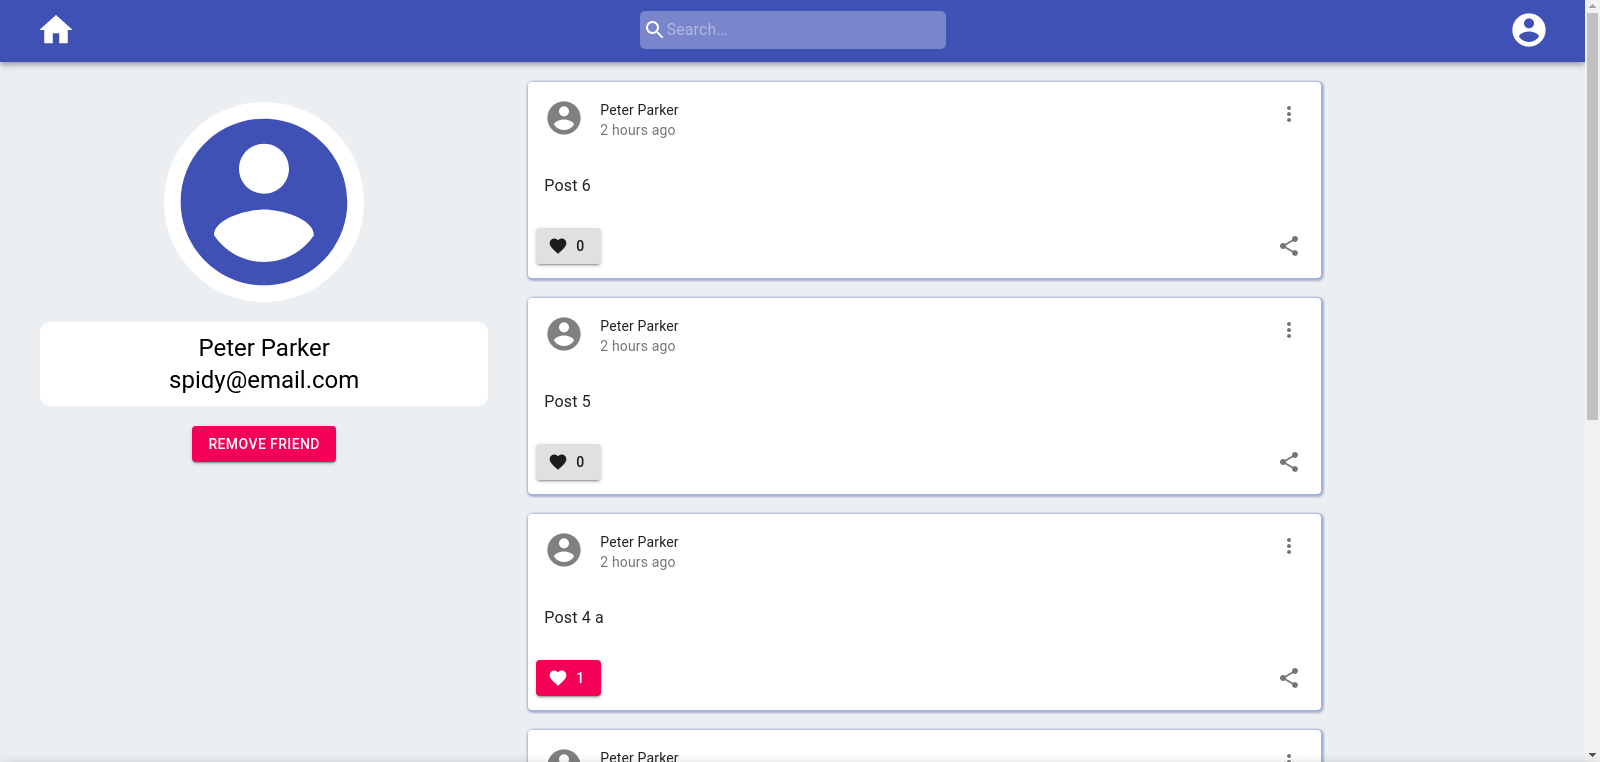 Search...
Peter Parker
spidy@email.com
REMOVE FRIEND
Peter Parker
2 hours ago
Post 6
0
Peter Parker
2 hours ago
Post 5
0
Peter Parker
2 hours ago
Post 4 a
1
Peter Parker